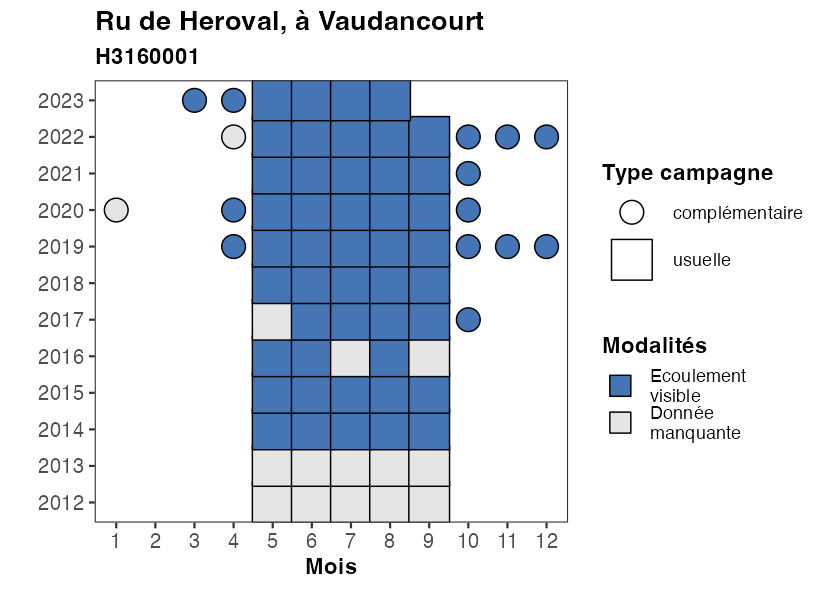 Ru de Heroval, à Vaudancourt
H3160001
2023
2022
2021
2020
2019
2018
2017
2016
2015
2014
2013
2012
1 2 3 4 5 6 7 8 9 10 11 12
Mois
Type campagne
complémentaire
usuelle
Modalités
Ecoulement
visible
Donnée
manquante